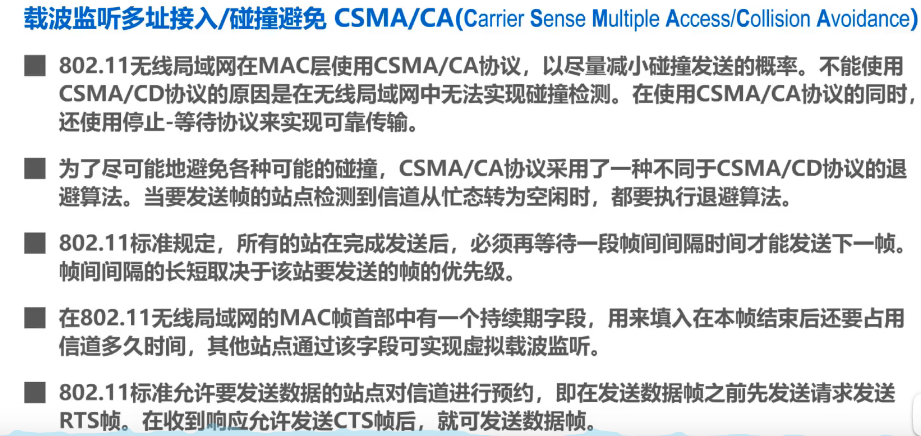 载波监听多址接入/碰撞避免 CSMA/CA(Carrier Sense Multiple Access/Collision Avoidance)
802.11无线局域网在MAC层使用CSMA/CA协议，以尽量减小碰撞发送的概率。不能使用
CSMA/CD协议的原因是在无线局域网中无法实现碰撞检测。在使用CSMA/CA协议的同时，
还使用停止-等待协议来实现可靠传输。
为了尽可能地避免各种可能的碰撞，CSMA/CA协议采用了一种不同于CSMA/CD协议的退
避算法。当要发送帧的站点检测到信道从忙态转为空闲时，都要执行退避算法。
802.11标准规定，所有的站在完成发送后，必须再等待一段帧间间隔时间才能发送下一帧。
帧间间隔的长短取决于该站要发送的帧的优先级。
在802.11无线局域网的MAC帧首部中有一个持续期字段，用来填入在本帧结束后还要占用
信道多久时间，其他站点通过该字段可实现虚拟载波监听。
802.11标准允许要发送数据的站点对信道进行预约，即在发送数据帧之前先发送请求发送
RTS帧。在收到响应允许发送CTS帧后，就可发送数据帧。